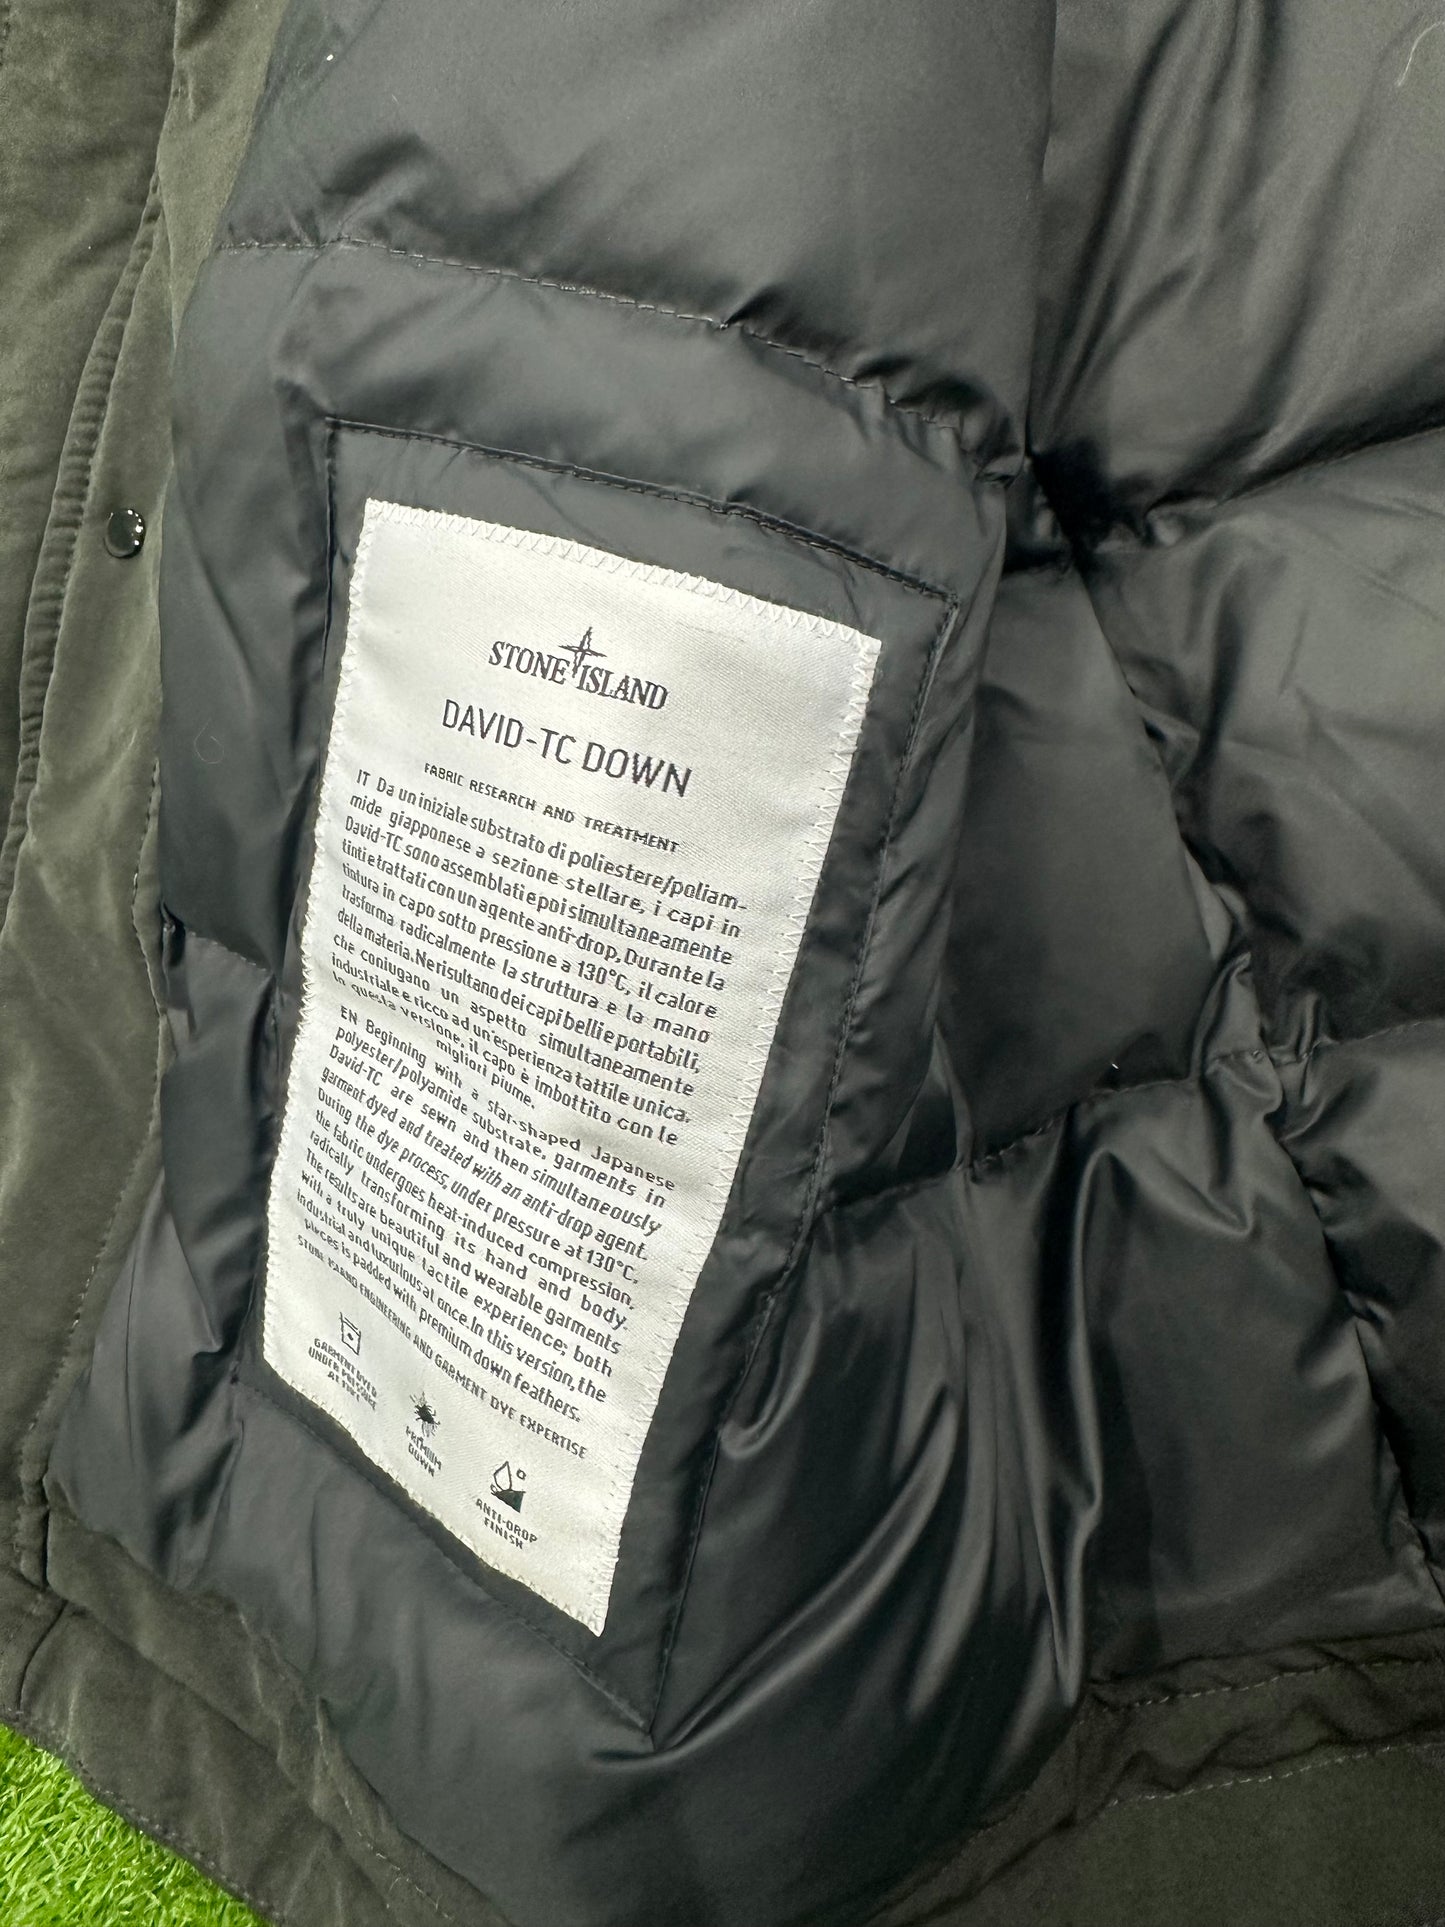 STONE ISLAND
DAVID-TC DOWN
FABRIC RESEARCH AND TREATMENT
IT Da un iniziale substrato di poliestere/poliam-
mide giapponese a sezione stellare, i capi in
David-TC sono assemblati e poi simultaneamente
tinti e trattati con un agente anti-drop. Durante la
tintura in capo sotto pressione a 130°C, il calore
trasforma radicalmente la struttura e la mano
della materia. Ne risultano dei capi belli e portabili,
che coniugano un aspetto simultaneamente
industriale e ricco ad un'esperienza tattile unica.
In questa versione, il capo è imbottito con le
migliori piume.
EN Beginning with a star-shaped Japanese
polyester/polyamide substrate, garments in
David-TC are sewn and then simultaneously
garment dyed and treated with an anti-drop agent.
During the dye process, under pressure at 130°C,
the fabric undergoes heat-induced compression,
radically transforming its hand and body.
The results are beautiful and wearable garments
with a truly unique tactile experience; both
industrial and luxurious at once. In this version, the
pieces is padded with premium down feathers.
STONE ISLAND ENGINEERING AND GARMENT DYE EXPERTISE
GARMENT DYED
UNDER PRESSURE
AT 130°C
PREMIUM
DOWN
ANTI-DROP
FINISH